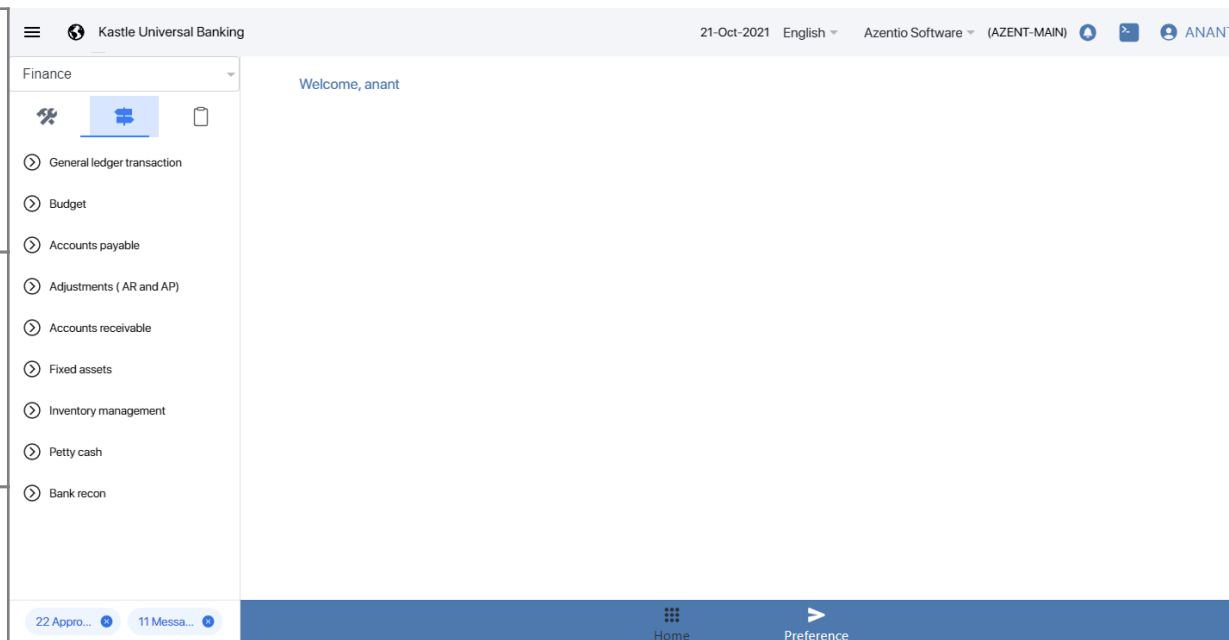 Kastle Universal Banking
21-Oct-2021 English Azentio Software (AZENT-MAIN) ANANT
Finance
Welcome, anant
General ledger transaction
Budget
Accounts payable
Adjustments ( AR and AP)
Accounts receivable
Fixed assets
Inventory management
Petty cash
Bank recon
22 Appro... 11 Messa...
Home Preference